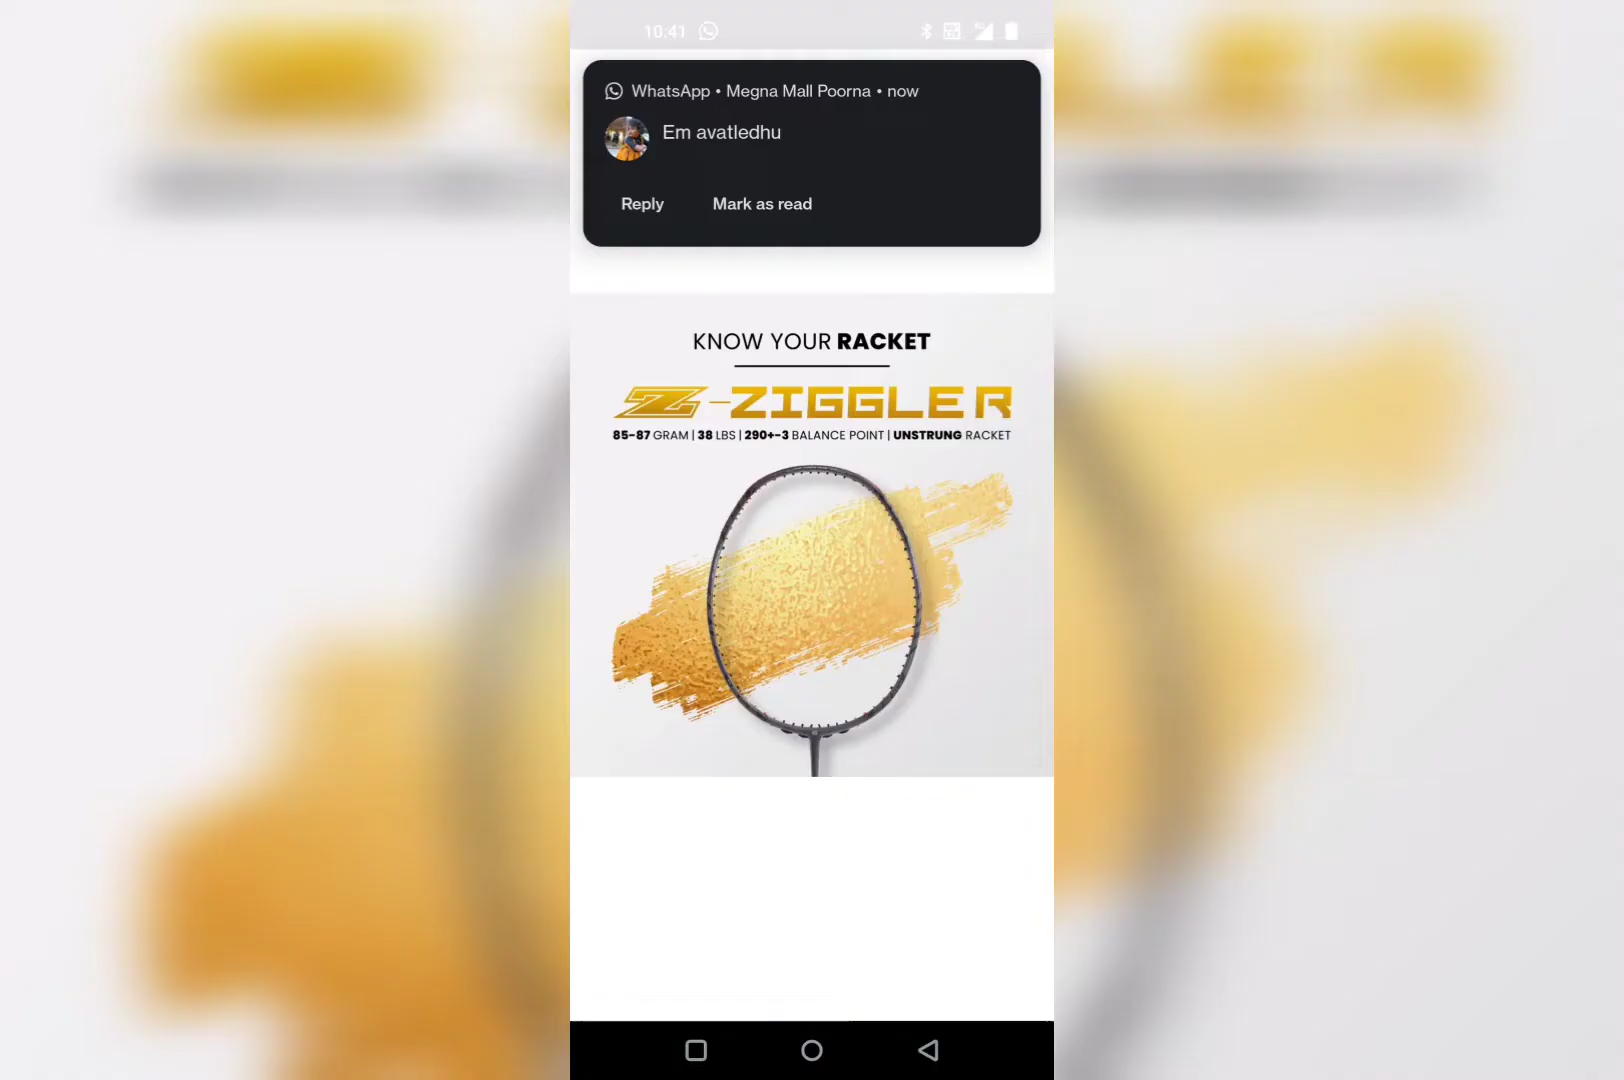 10.41
WhatsApp • Megna Mall Poorna • now
Em avatledhu
Reply Mark as read
KNOW YOUR RACKET
Z-ZIGGLER
85-87 GRAM | 38 LBS | 290+-3 BALANCE POINT | UNSTRUNG RACKET